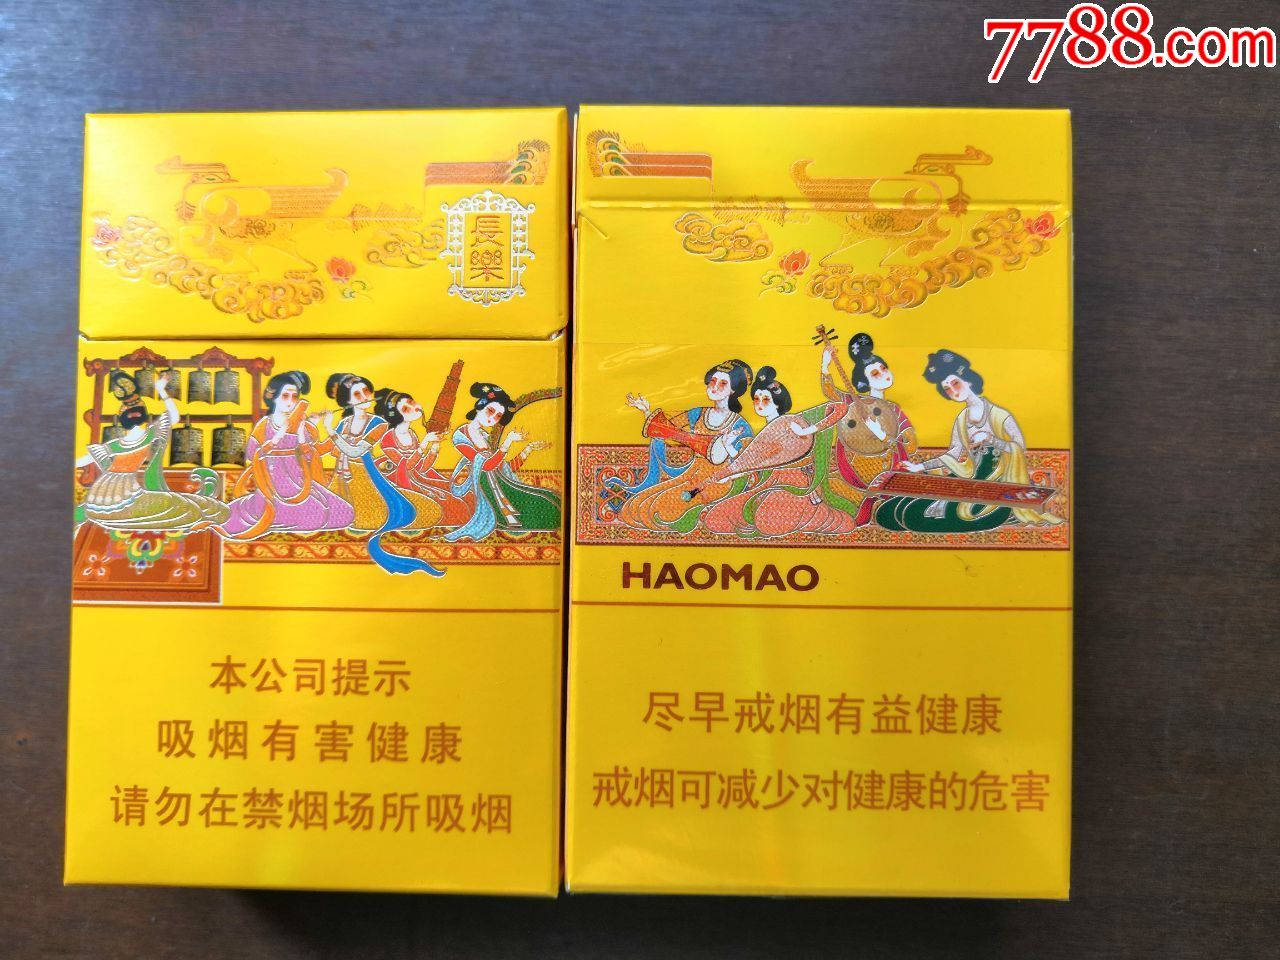 7788.com
長樂
本公司提示
吸烟有害健康
请勿在禁烟场所吸烟
HAOMAO
尽早戒烟有益健康
戒烟可减少对健康的危害